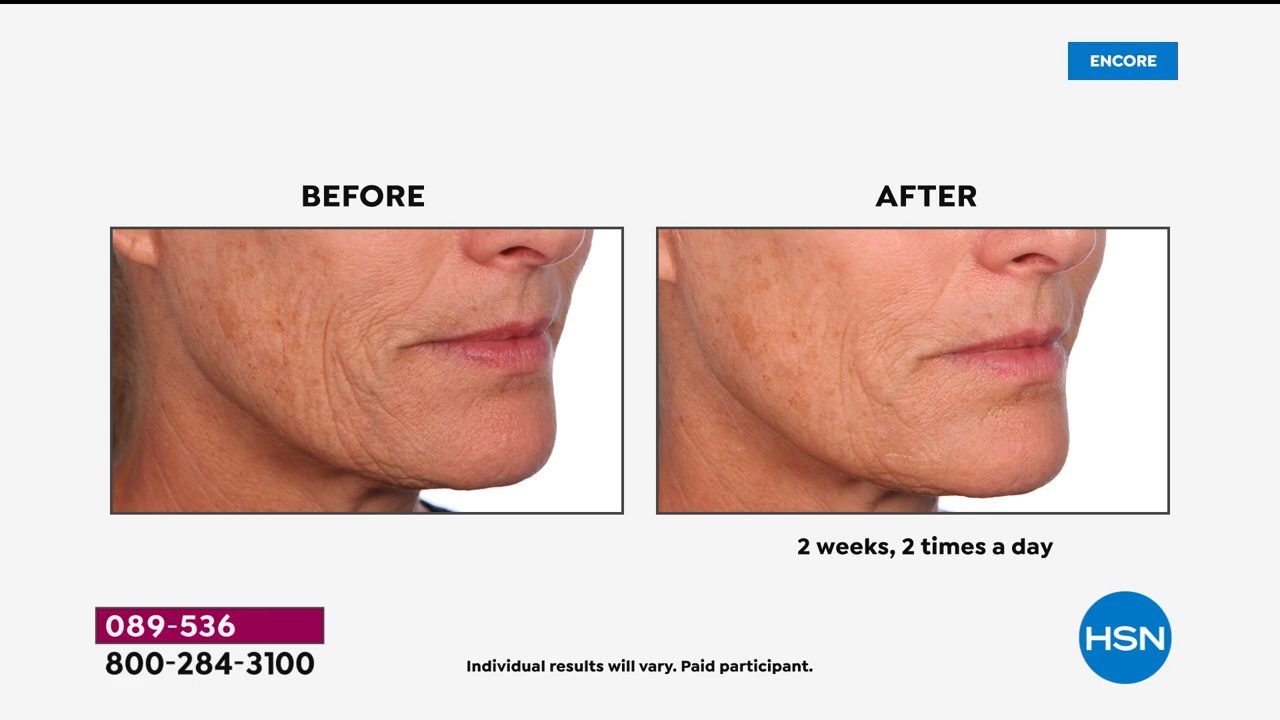 ENCORE
BEFORE
AFTER
2 weeks, 2 times a day
089-536
800-284-3100
Individual results will vary. Paid participant.
HSN